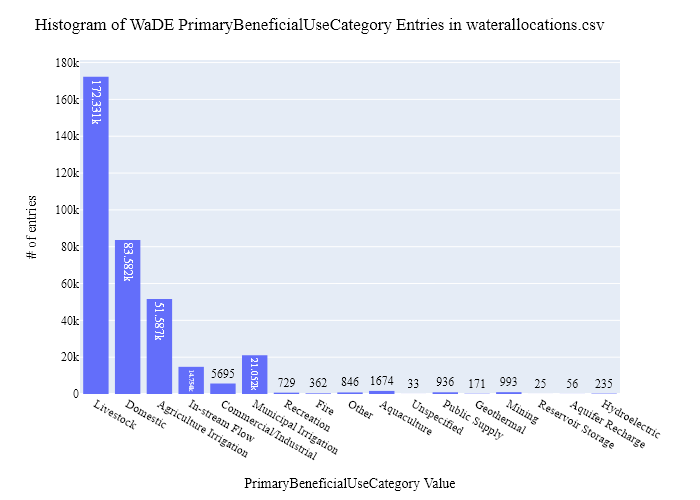 Histogram of WaDE PrimaryBeneficialUseCategory Entries in waterallocations.csv
180k
160k
140k
120k
100k
80k
60k
40k
20k
0
# of entries
172.331k
83.582k
51.587k
5695
21.052k
729
362
846
1674
33
936
171
993
25
56
235
Livestock
Domestic
Agriculture Irrigation
In-stream Flow
Commercial/Industrial
Municipal Irrigation
Recreation
Fire
Other
Aquaculture
Unspecified
Public Supply
Geothermal
Mining
Reservoir Storage
Aquifer Recharge
Hydroelectric
PrimaryBeneficialUseCategory Value